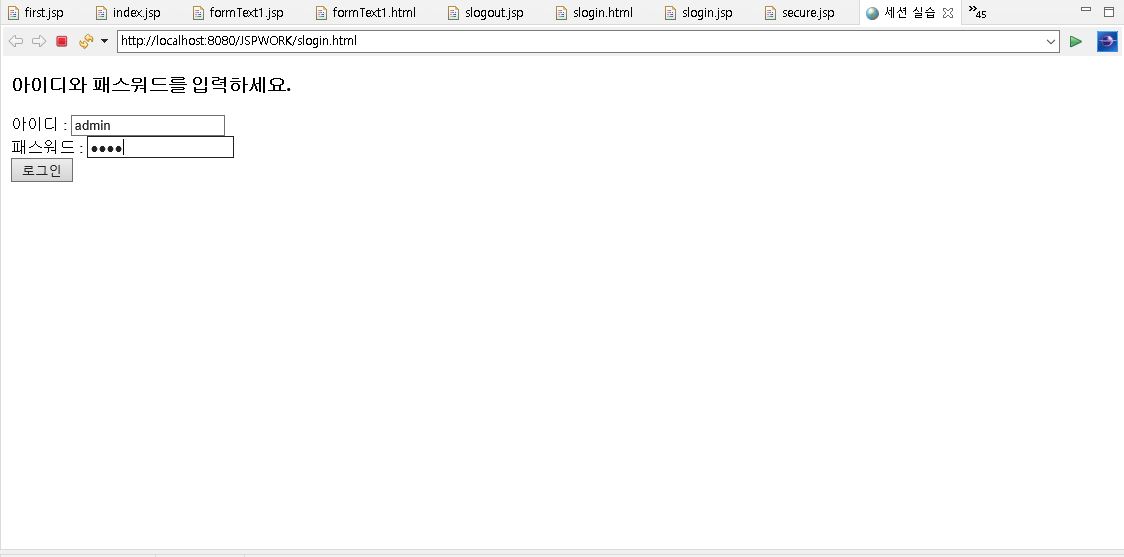 first.jsp index.jsp formText1.jsp formText1.html slogout.jsp slogin.html slogin.jsp secure.jsp 세션 실습 »45
http://localhost:8080/JSPWORK/slogin.html
아이디와 패스워드를 입력하세요.
아이디 : admin
패스워드 : ●●●●
로그인